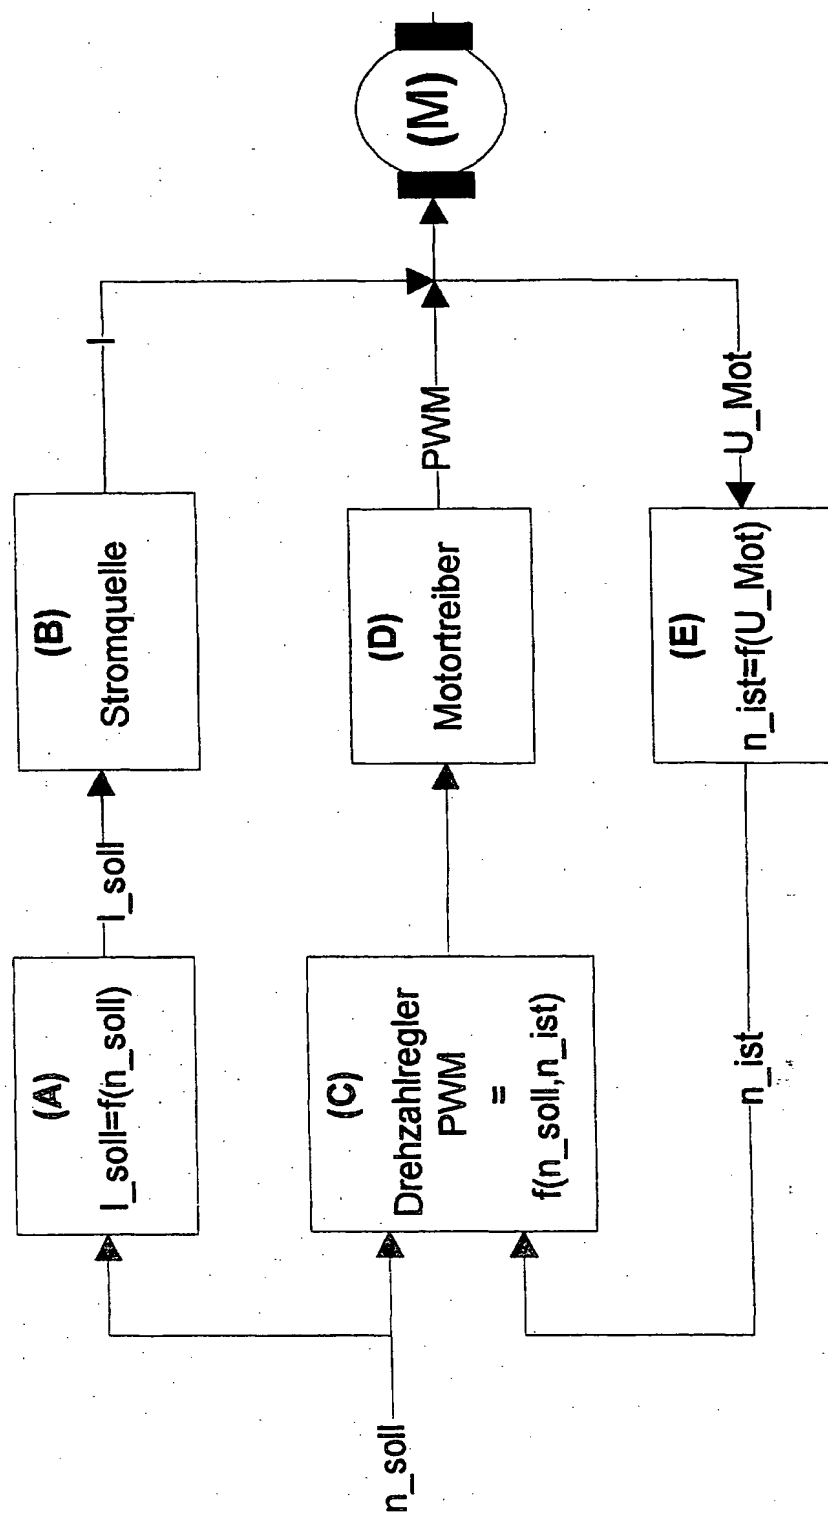 n_soll
(A)
I_soll=f(n_soll)
I_soll
(B)
Stromquelle
I
(C)
Drehzahlregler
PWM
=
f(n_soll,n_ist)
(D)
Motortreiber
PWM
(M)
n_ist
(E)
n_ist=f(U_Mot)
U_Mot